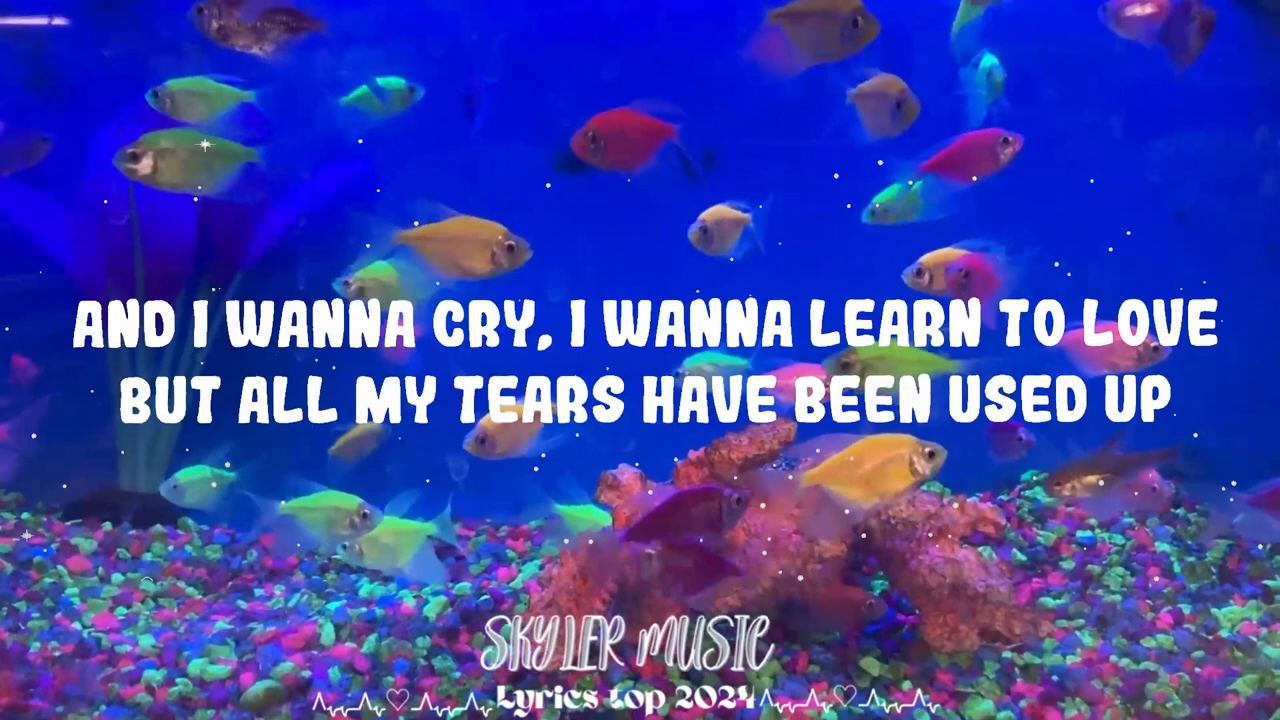 AND I WANNA CRY, I WANNA LEARN TO LOVE
BUT ALL MY TEARS HAVE BEEN USED UP
SKYLER MUSIC
Lyrics top 2024